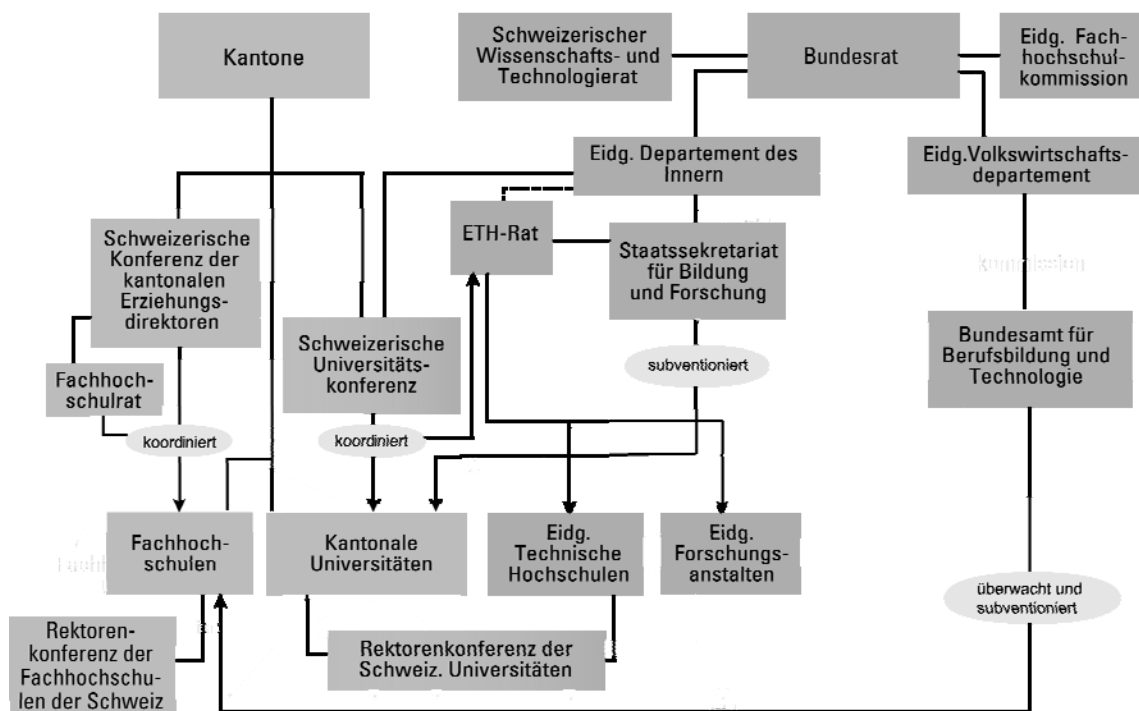 Kantone
Schweizerischer
Wissenschafts- und
Technologierat
Bundesrat
Eidg. Fach-
hochschul-
kommission
Eidg. Departement des
Innern
Eidg.Volkswirtschafts-
departement
Schweizerische
Konferenz der
kantonalen
Erziehungs-
direktoren
ETH-Rat
Staatssekretariat
für Bildung
und Forschung
kommission
Schweizerische
Universitäts-
konferenz
subventioniert
Bundesamt für
Berufsbildung und
Technologie
Fachhoch-
schulrat
koordiniert
koordiniert
Fachhoch-
schulen
Kantonale
Universitäten
Eidg.
Technische
Hochschulen
Eidg.
Forschungs-
anstalten
überwacht und
subventioniert
Rektoren-
konferenz der
Fachhochschu-
len der Schweiz
Rektorenkonferenz der
Schweiz. Universitäten